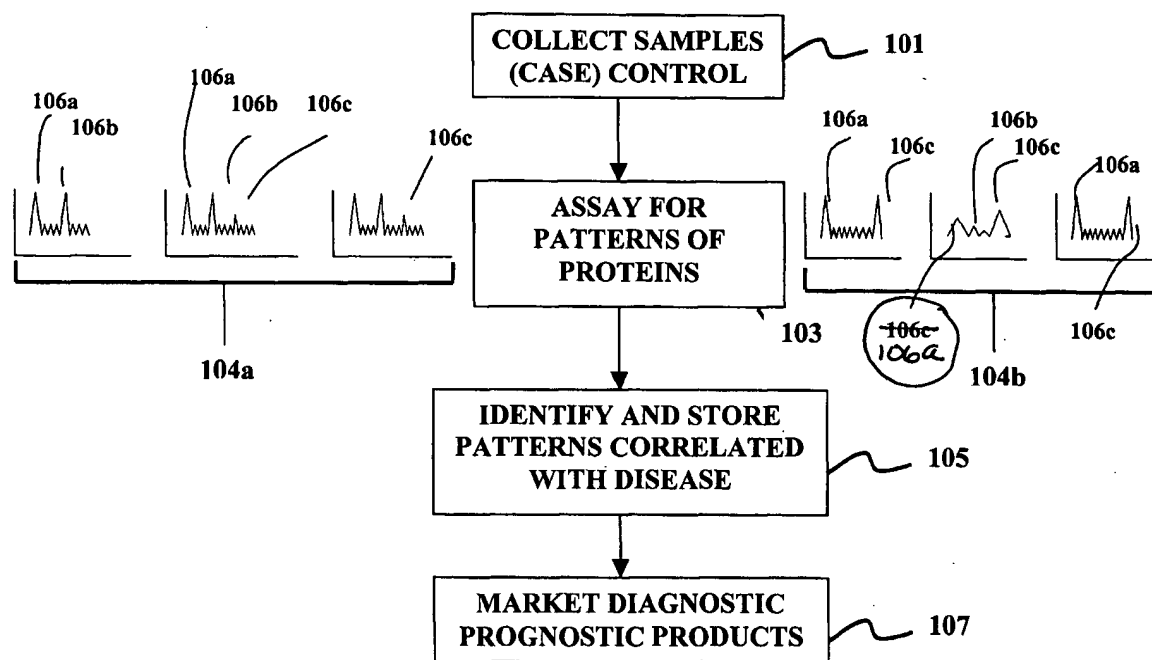 COLLECT SAMPLES
(CASE) CONTROL
101
106a
106b
106a
106b
106c
106c
106a
106c
106b
106c
106a
ASSAY FOR
PATTERNS OF
PROTEINS
103
104a
106c
106a
104b
106c
IDENTIFY AND STORE
PATTERNS CORRELATED
WITH DISEASE
105
MARKET DIAGNOSTIC
PROGNOSTIC PRODUCTS
107